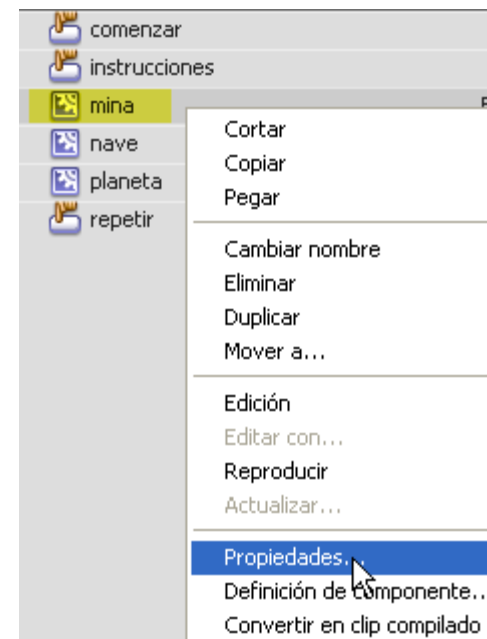 comenzar
instrucciones
mina
nave
planeta
repetir
Cortar
Copiar
Pegar
Cambiar nombre
Eliminar
Duplicar
Mover a...
Edición
Editar con...
Reproducir
Actualizar...
Propiedades...
Definición de componente..
Convertir en clip compilado